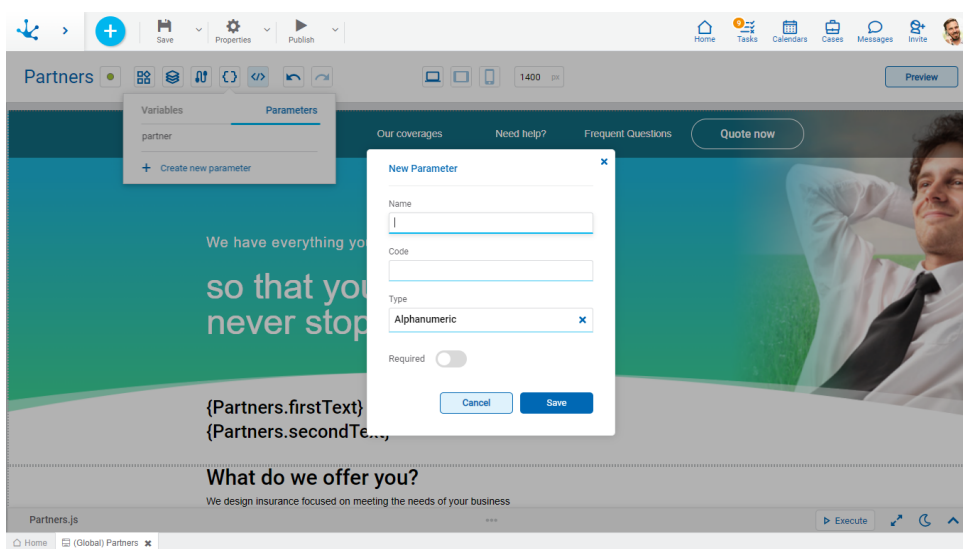 Save
Properties
Publish
Home
9
Tasks
Calendars
Cases
Messages
Invite
Partners
1400 px
Preview
Variables
Parameters
partner
+ Create new parameter
Our coverages
Need help?
Frequent Questions
Quote now
New Parameter
Name
Code
Type
Alphanumeric
Required
Cancel
Save
We have everything yo
so that you
never stop
{Partners.firstText}
{Partners.secondText}
What do we offer you?
We design insurance focused on meeting the needs of your business
Partners.js
Execute
Home
(Global) Partners